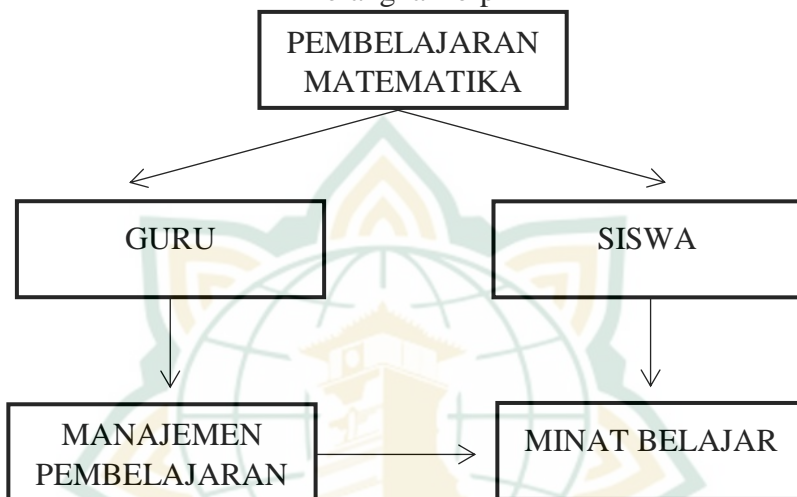 PEMBELAJARAN
MATEMATIKA
GURU
SISWA
MANAJEMEN
PEMBELAJARAN
MINAT BELAJAR